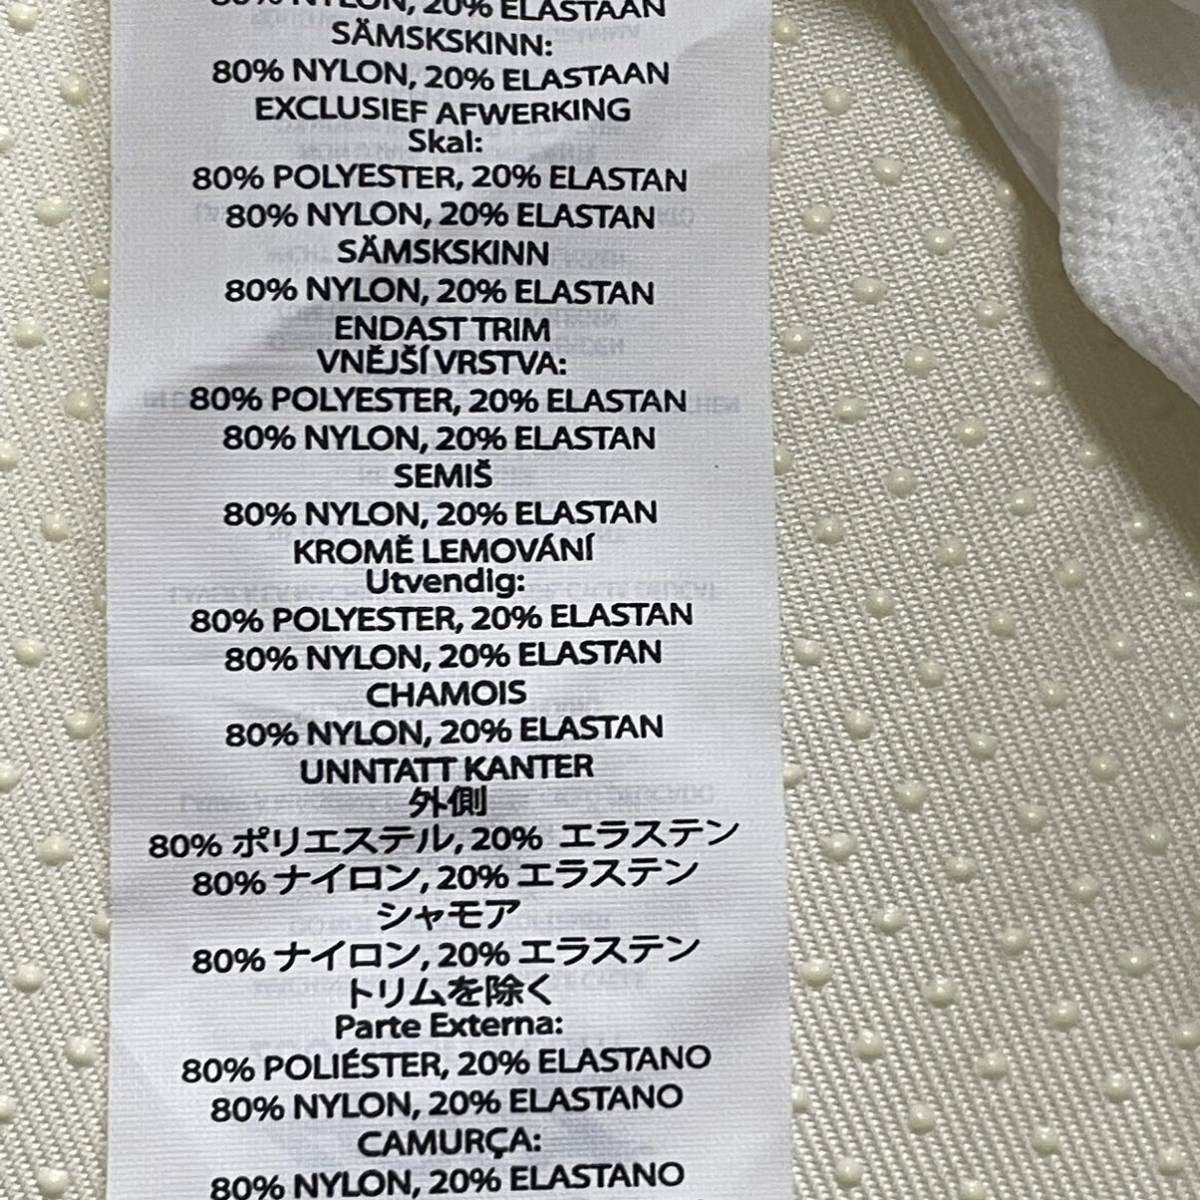 80% NYLON, 20% ELASTAAN
SÄMSKSKINN:
80% NYLON, 20% ELASTAAN
EXCLUSIEF AFWERKING
Skal:
80% POLYESTER, 20% ELASTAN
80% NYLON, 20% ELASTAN
SÄMSKSKINN
80% NYLON, 20% ELASTAN
ENDAST TRIM
VNĚJŠÍ VRSTVA:
80% POLYESTER, 20% ELASTAN
80% NYLON, 20% ELASTAN
SEMIŠ
80% NYLON, 20% ELASTAN
KROMĚ LEMOVÁNÍ
Utvendig:
80% POLYESTER, 20% ELASTAN
80% NYLON, 20% ELASTAN
CHAMOIS
80% NYLON, 20% ELASTAN
UNNTATT KANTER
外側
80% ポリエステル, 20% エラステン
80% ナイロン, 20% エラステン
シャモア
80% ナイロン, 20% エラステン
トリムを除く
Parte Externa:
80% POLIÉSTER, 20% ELASTANO
80% NYLON, 20% ELASTANO
CAMURÇA:
80% NYLON, 20% ELASTANO